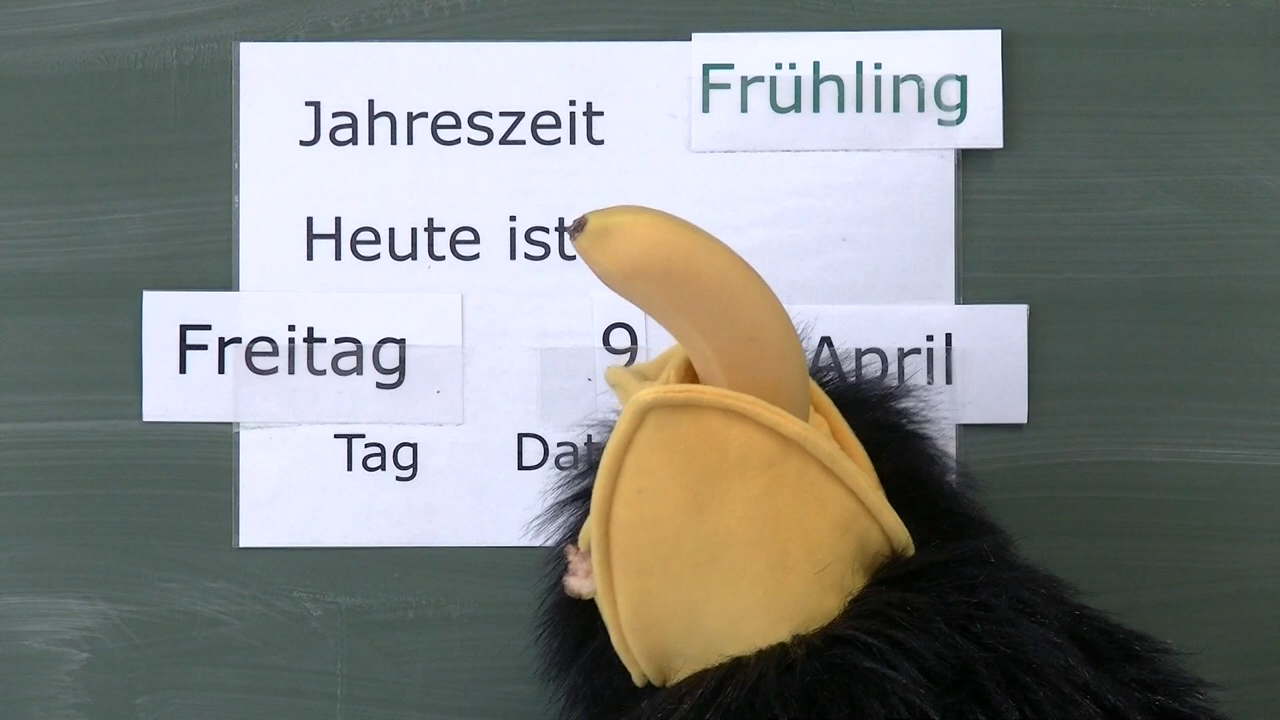 Frühling
Jahreszeit
Heute ist
Freitag 9 April
Tag